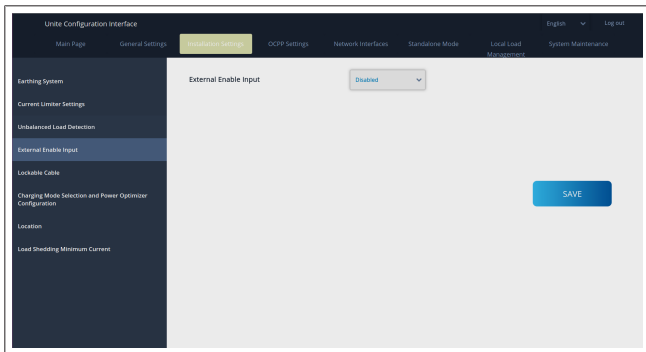 Unite Configuration Interface
English
Log out
Main Page
General Settings
Installation Settings
OCPP Settings
Network Interfaces
Standalone Mode
Local Load
Management
System Maintenance
Earthing System
Current Limiter Settings
Unbalanced Load Detection
External Enable Input
Lockable Cable
Charging Mode Selection and Power Optimizer
Configuration
Location
Load Shedding Minimum Current
External Enable Input
Disabled
SAVE